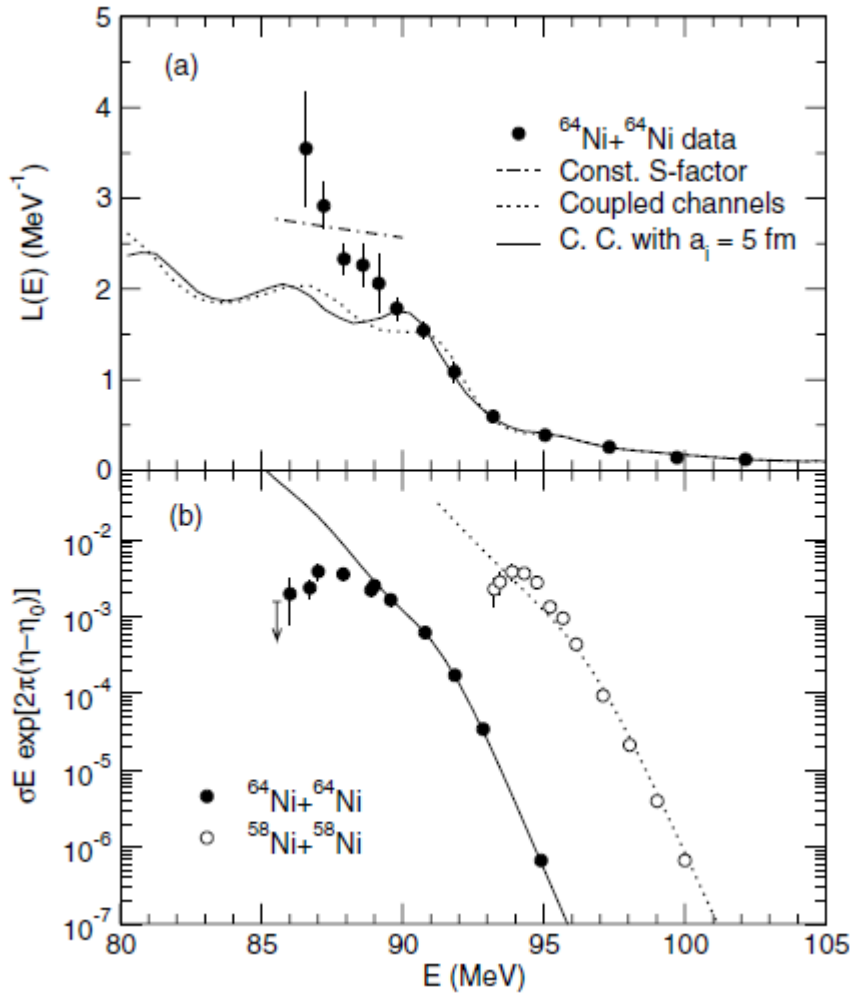 5
4
3
2
1
0
L(E) (MeV⁻¹)
(a)
⁶⁴Ni+⁶⁴Ni data
Const. S-factor
Coupled channels
C. C. with aᵢ = 5 fm
10⁻²
10⁻³
10⁻⁴
10⁻⁵
10⁻⁶
10⁻⁷
σE exp[2π(η−η₀)]
(b)
⁶⁴Ni+⁶⁴Ni
⁵⁸Ni+⁵⁸Ni
80 85 90 95 100 105
E (MeV)